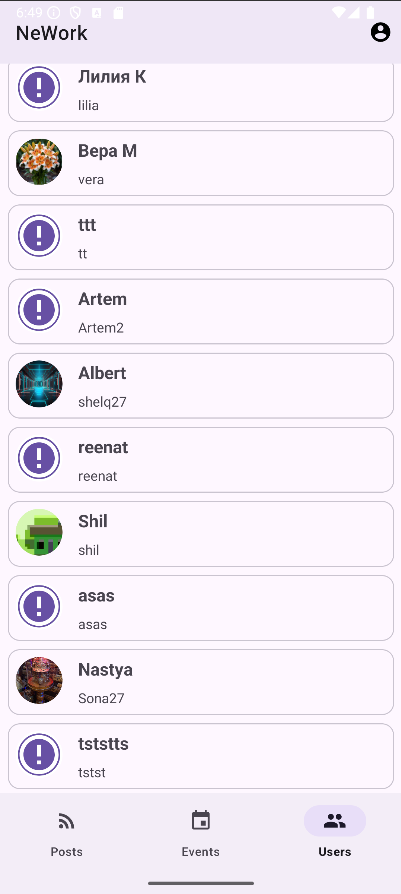 6:49
NeWork
Лилия К
lilia
Вера М
vera
ttt
tt
Artem
Artem2
Albert
shelq27
reenat
reenat
Shil
shil
asas
asas
Nastya
Sona27
tststts
tstst
Posts
Events
Users